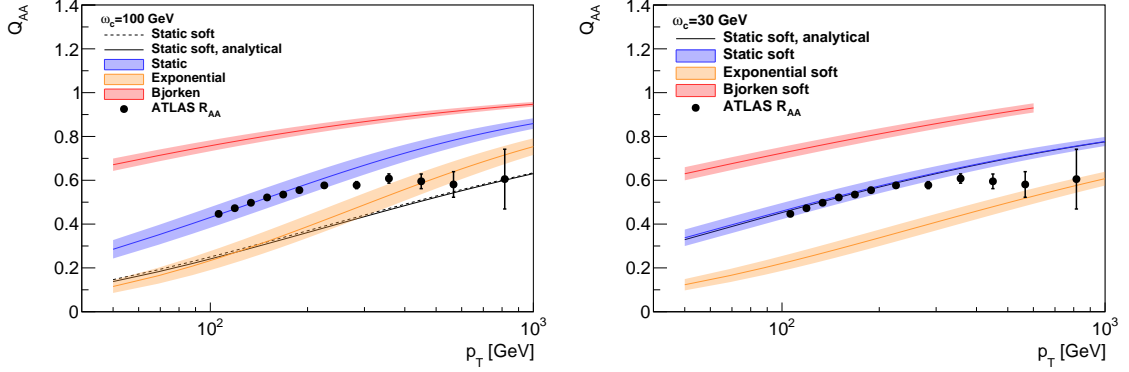 Q_AA
1.4
1.2
1
0.8
0.6
0.4
0.2
0
ω_c=100 GeV
Static soft
Static soft, analytical
Static
Exponential
Bjorken
ATLAS R_AA
10^2
10^3
p_T [GeV]
Q_AA
1.4
1.2
1
0.8
0.6
0.4
0.2
0
ω_c=30 GeV
Static soft, analytical
Static soft
Exponential soft
Bjorken soft
ATLAS R_AA
10^2
10^3
p_T [GeV]